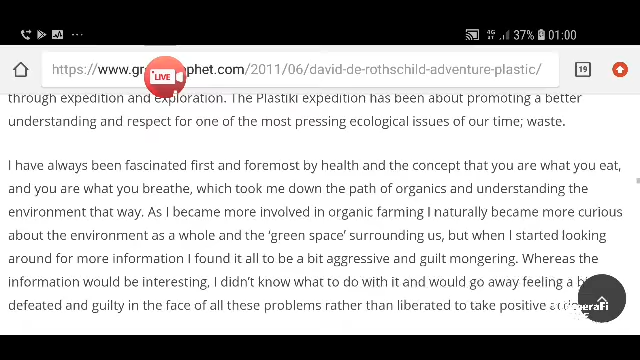 37% 01:00
https://www.gr phet.com/2011/06/david-de-rothschild-adventure-plastic/ 19
LIVE
through expedition and exploration. The Plastiki expedition has been about promoting a better
understanding and respect for one of the most pressing ecological issues of our time; waste.
I have always been fascinated first and foremost by health and the concept that you are what you eat,
and you are what you breathe, which took me down the path of organics and understanding the
environment that way. As I became more involved in organic farming I naturally became more curious
about the environment as a whole and the ‘green space’ surrounding us, but when I started looking
around for more information I found it all to be a bit aggressive and guilt mongering. Whereas the
information would be interesting, I didn’t know what to do with it and would go away feeling a
defeated and guilty in the face of all these problems rather than liberated to take positive